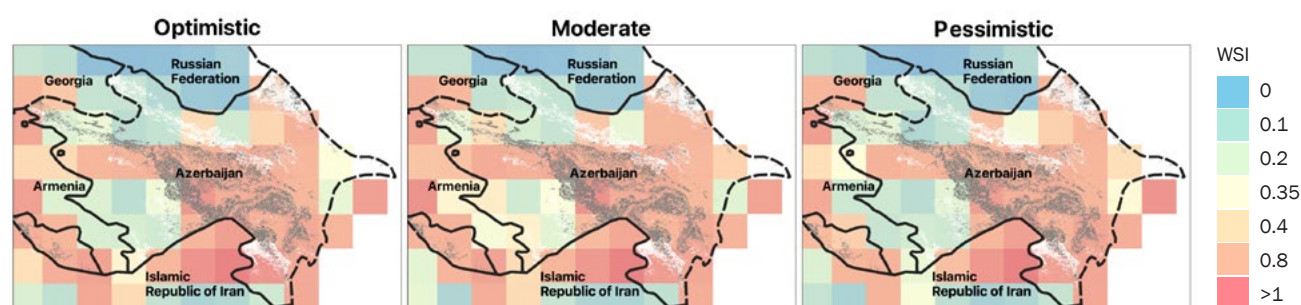 Optimistic
Moderate
Pessimistic
Russian
Federation
Georgia
Azerbaijan
Armenia
Islamic
Republic of Iran
Russian
Federation
Georgia
Azerbaijan
Armenia
Islamic
Republic of Iran
Russian
Federation
Georgia
Azerbaijan
Armenia
Islamic
Republic of Iran
WSI
0
0.1
0.2
0.35
0.4
0.8
>1